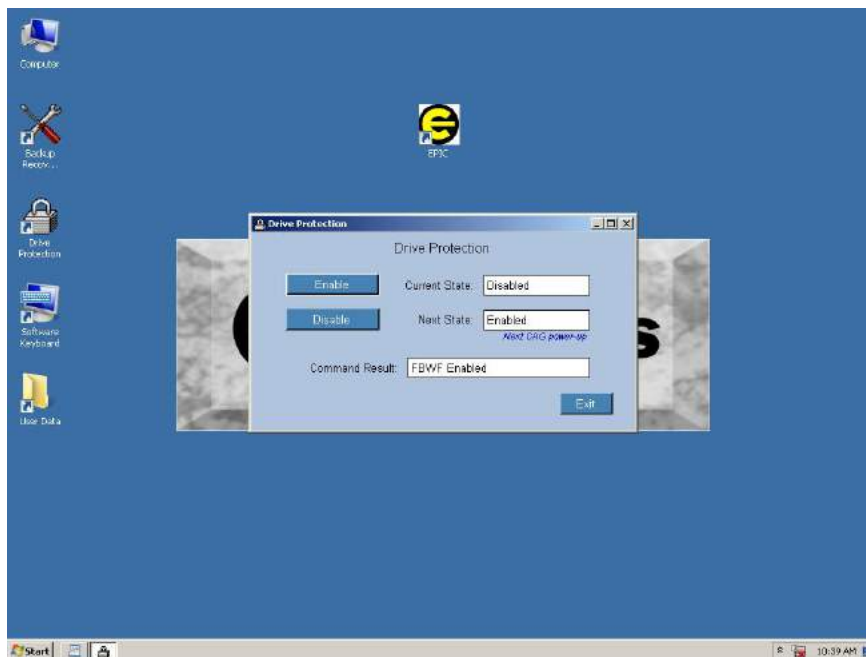 Computer
Backup
Recov...
Drive
Protection
Software
Keyboard
User Data
EPIC
Drive Protection
Drive Protection
Enable
Current State:
Disabled
Disable
Next State:
Enabled
Next CAG power-up
Command Result:
FBWF Enabled
Exit
Start
10:39 AM